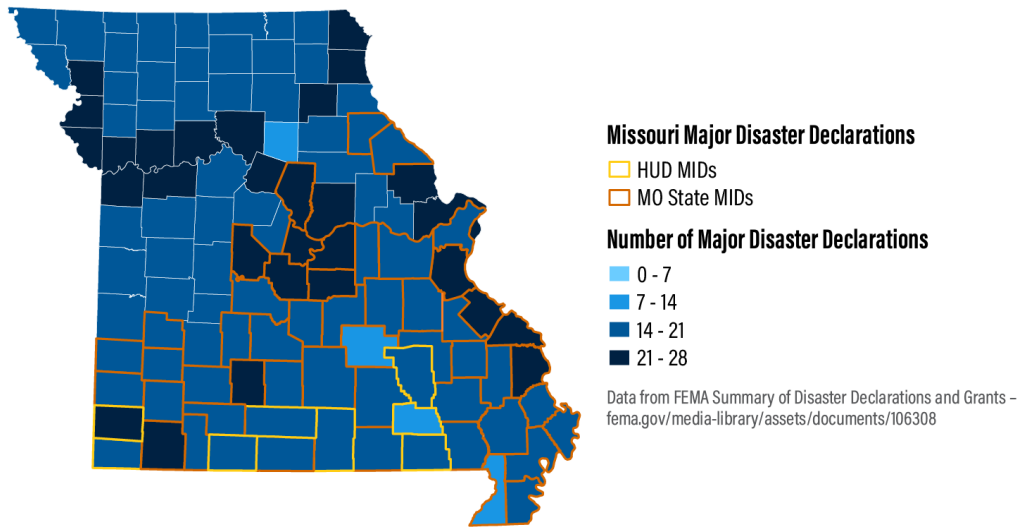 Missouri Major Disaster Declarations
HUD MIDs
MO State MIDs
Number of Major Disaster Declarations
0 - 7
7 - 14
14 - 21
21 - 28
Data from FEMA Summary of Disaster Declarations and Grants –
fema.gov/media-library/assets/documents/106308